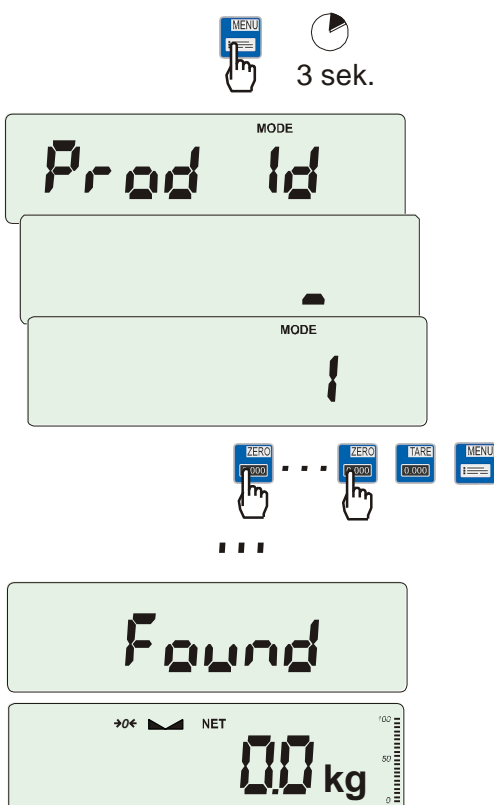 MENU
3 sek.
MODE
Prod Id
_
MODE
1
ZERO 0.000 ... ZERO 0.000 TARE 0.000 MENU
...
Found
→0← NET
0.0 kg
100
50
0